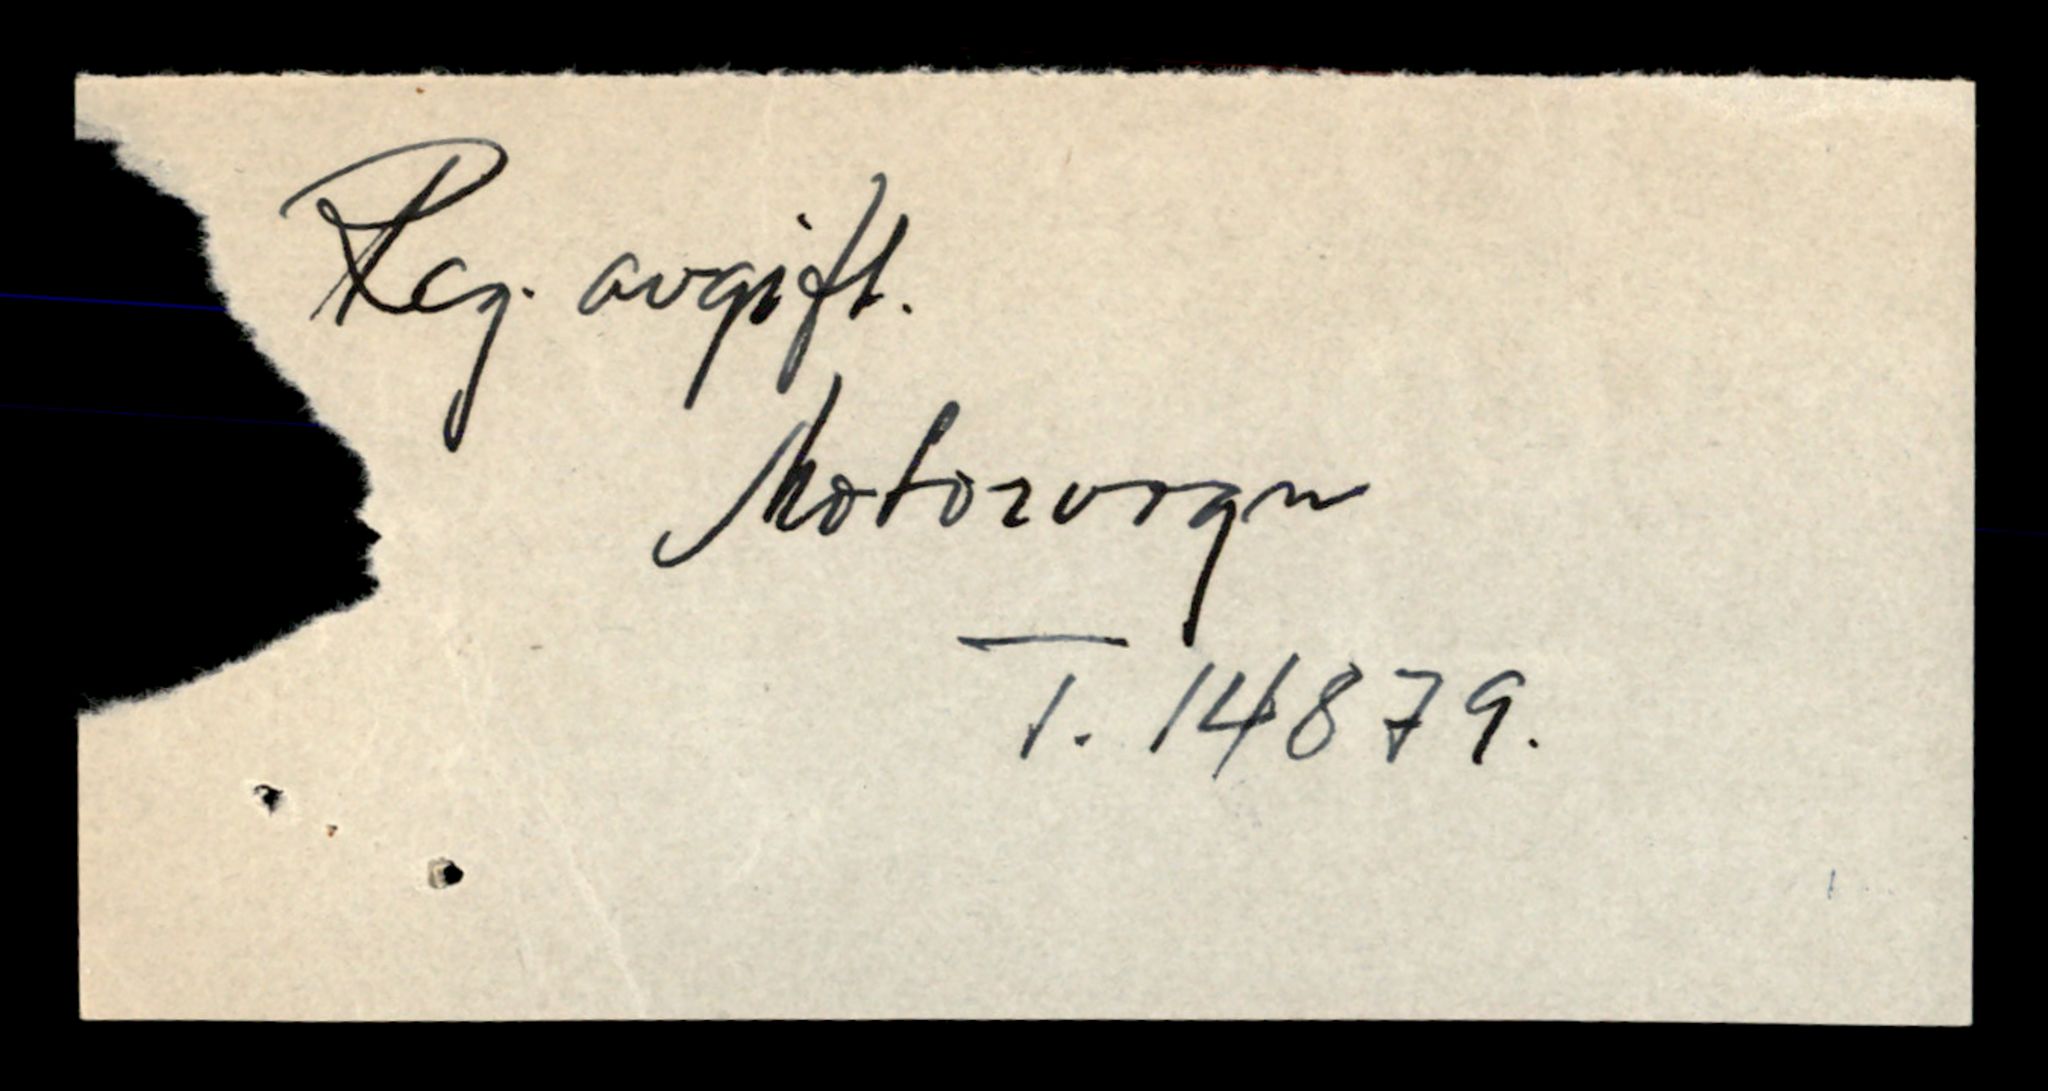 Reg. avgift.
Motorvogn
T. 14879.